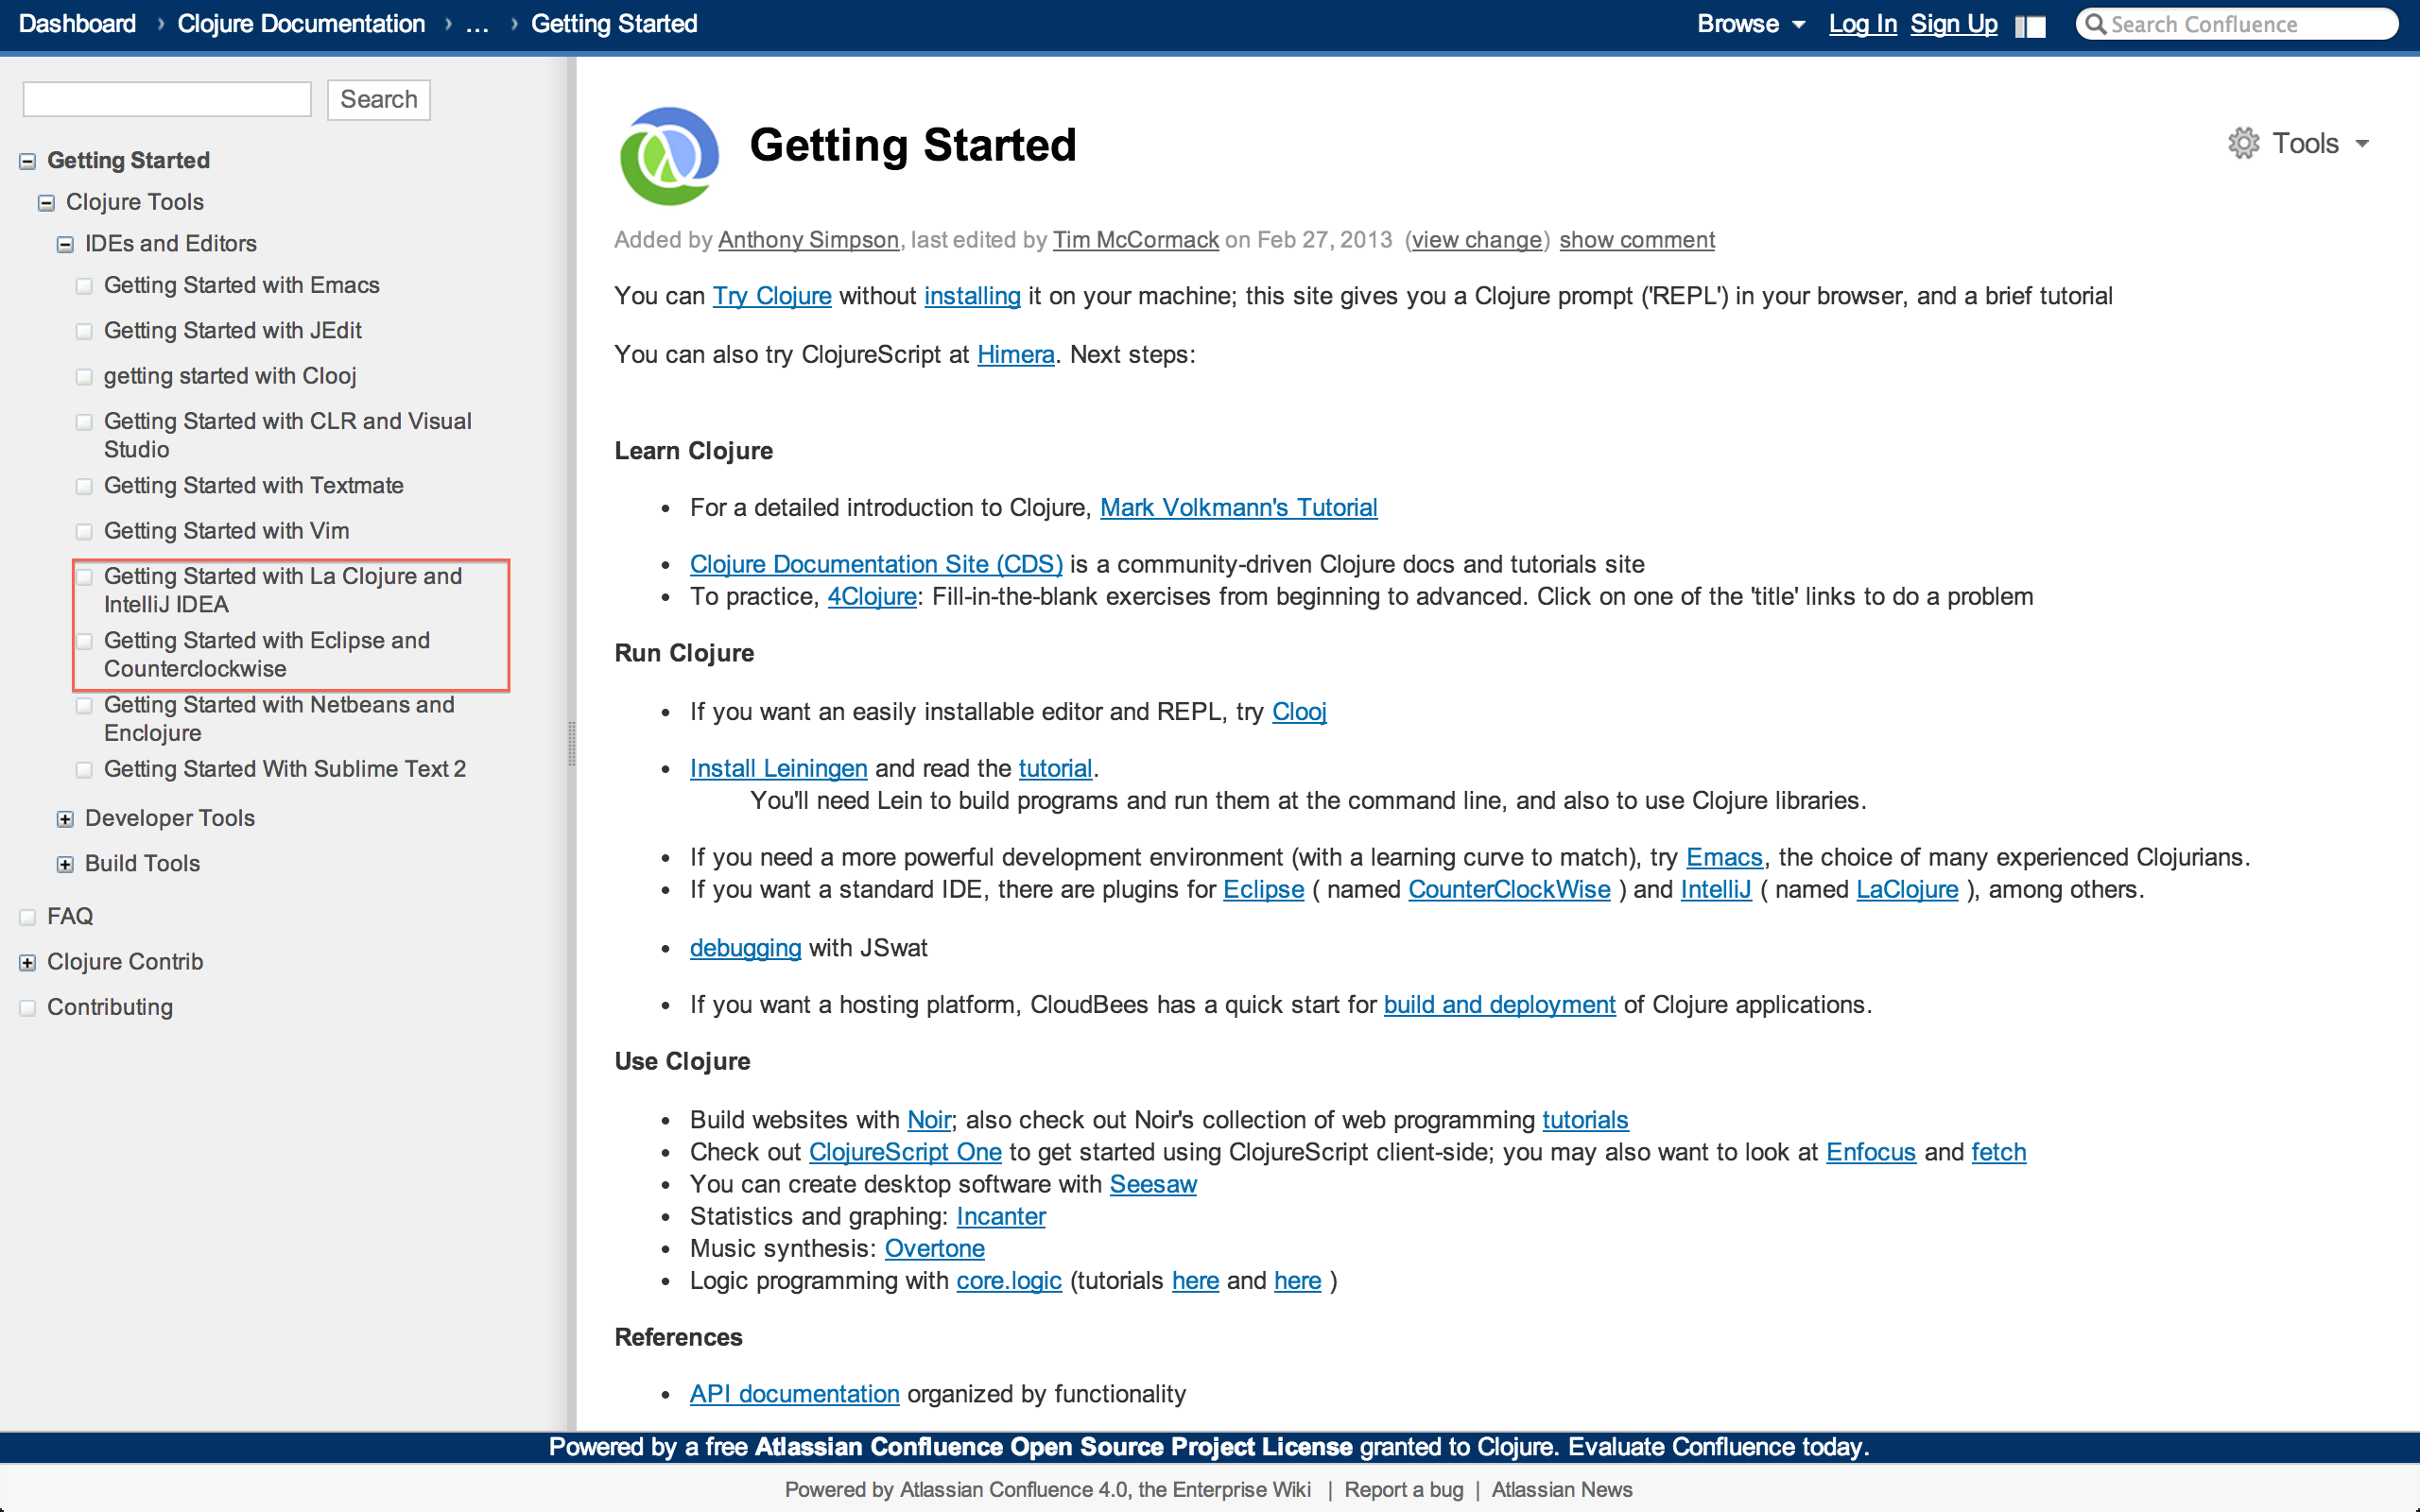 Dashboard › Clojure Documentation › ... › Getting Started
Browse Log In Sign Up Search Confluence
Search
Getting Started
Clojure Tools
IDEs and Editors
Getting Started with Emacs
Getting Started with JEdit
getting started with Clooj
Getting Started with CLR and Visual
Studio
Getting Started with Textmate
Getting Started with Vim
Getting Started with La Clojure and
IntelliJ IDEA
Getting Started with Eclipse and
Counterclockwise
Getting Started with Netbeans and
Enclojure
Getting Started With Sublime Text 2
Developer Tools
Build Tools
FAQ
Clojure Contrib
Contributing
Getting Started
Tools
Added by Anthony Simpson, last edited by Tim McCormack on Feb 27, 2013 (view change) show comment
You can Try Clojure without installing it on your machine; this site gives you a Clojure prompt ('REPL') in your browser, and a brief tutorial
You can also try ClojureScript at Himera. Next steps:
Learn Clojure
• For a detailed introduction to Clojure, Mark Volkmann's Tutorial
• Clojure Documentation Site (CDS) is a community-driven Clojure docs and tutorials site
• To practice, 4Clojure: Fill-in-the-blank exercises from beginning to advanced. Click on one of the 'title' links to do a problem
Run Clojure
• If you want an easily installable editor and REPL, try Clooj
• Install Leiningen and read the tutorial.
You'll need Lein to build programs and run them at the command line, and also to use Clojure libraries.
• If you need a more powerful development environment (with a learning curve to match), try Emacs, the choice of many experienced Clojurians.
• If you want a standard IDE, there are plugins for Eclipse ( named CounterClockWise ) and IntelliJ ( named LaClojure ), among others.
• debugging with JSwat
• If you want a hosting platform, CloudBees has a quick start for build and deployment of Clojure applications.
Use Clojure
• Build websites with Noir; also check out Noir's collection of web programming tutorials
• Check out ClojureScript One to get started using ClojureScript client-side; you may also want to look at Enfocus and fetch
• You can create desktop software with Seesaw
• Statistics and graphing: Incanter
• Music synthesis: Overtone
• Logic programming with core.logic (tutorials here and here )
References
• API documentation organized by functionality
Powered by a free Atlassian Confluence Open Source Project License granted to Clojure. Evaluate Confluence today.
Powered by Atlassian Confluence 4.0, the Enterprise Wiki | Report a bug | Atlassian News